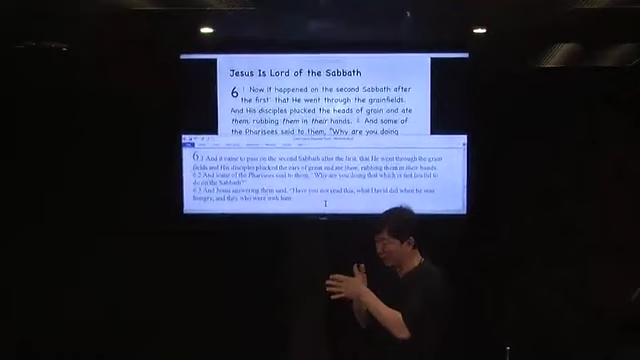 Jesus Is Lord of the Sabbath
6 1 Now it happened on the second Sabbath after
the first that He went through the grainfields.
And His disciples plucked the heads of grain and ate
them, rubbing them in their hands. 2 And some of
the Pharisees said to them, "Why are you doing
6:1 And it came to pass on the second Sabbath after the first, that He went through the grain
fields and His disciples plucked the ears of grain and ate them, rubbing them in their hands.
6:2 And some of the Pharisees said to them, "Why are you doing that which is not lawful to
do on the Sabbath?"
6:3 And Jesus answering them said, "Have you not read this, what David did when he was
hungry, and they who were with him